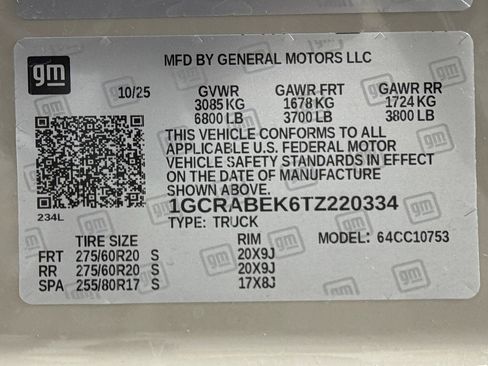 gm
MFD BY GENERAL MOTORS LLC
10/25 GVWR GAWR FRT GAWR RR
3085 KG 1678 KG 1724 KG
6800 LB 3700 LB 3800 LB
THIS VEHICLE CONFORMS TO ALL
APPLICABLE U.S. FEDERAL MOTOR
VEHICLE SAFETY STANDARDS IN EFFECT
ON THE DATE OF MANUFACTURE
SHOWN ABOVE.
234L
1GCRABEK6TZ220334
TYPE: TRUCK
TIRE SIZE RIM MODEL: 64CC10753
FRT 275/60R20 S 20X9J
RR 275/60R20 S 20X9J
SPA 255/80R17 S 17X8J